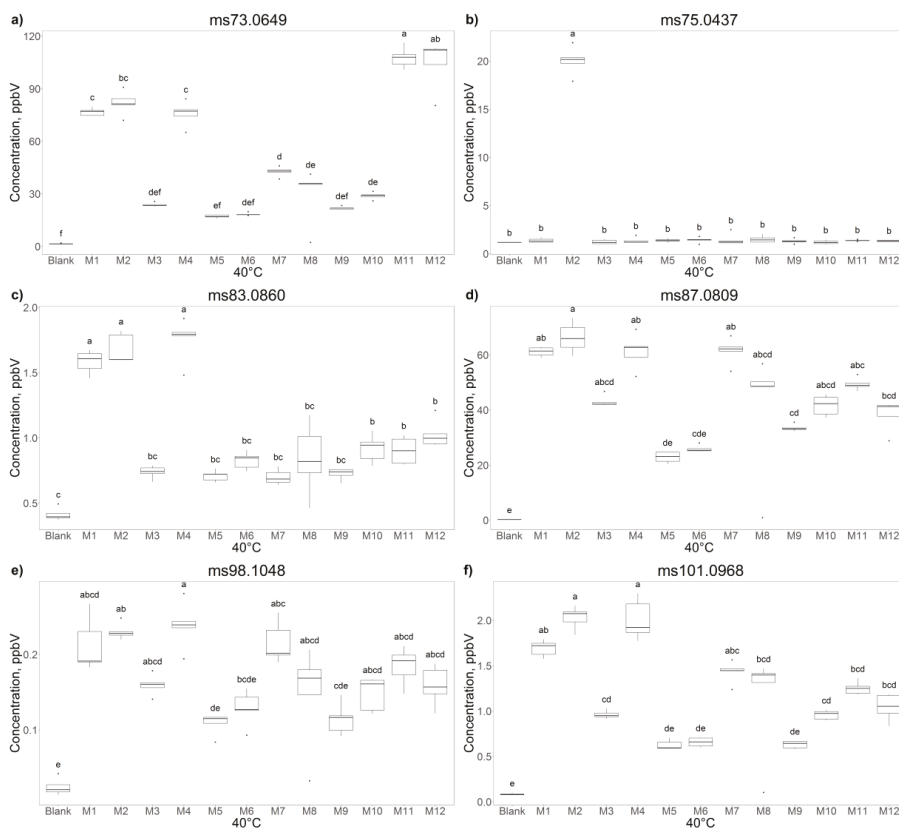 a) ms73.0649
Concentration, ppbV
120
90
60
30
0
f c bc def c ef def d de def de a ab
Blank M1 M2 M3 M4 M5 M6 M7 M8 M9 M10 M11 M12
40°C
b) ms75.0437
Concentration, ppbV
20
15
10
5
0
b b a b b b b b b b b b b
Blank M1 M2 M3 M4 M5 M6 M7 M8 M9 M10 M11 M12
40°C
c) ms83.0860
Concentration, ppbV
2.0
1.5
1.0
0.5
c a a bc a bc bc bc bc bc b b b
Blank M1 M2 M3 M4 M5 M6 M7 M8 M9 M10 M11 M12
40°C
d) ms87.0809
Concentration, ppbV
60
40
20
0
e ab a abcd ab de cde ab abcd cd abcd abc bcd
Blank M1 M2 M3 M4 M5 M6 M7 M8 M9 M10 M11 M12
40°C
e) ms98.1048
Concentration, ppbV
0.2
0.1
e abcd ab abcd a de bcde abc abcd cde abcd abcd abcd
Blank M1 M2 M3 M4 M5 M6 M7 M8 M9 M10 M11 M12
40°C
f) ms101.0968
Concentration, ppbV
2.0
1.5
1.0
0.5
0.0
e ab a cd a de de abc bcd de cd bcd bcd
Blank M1 M2 M3 M4 M5 M6 M7 M8 M9 M10 M11 M12
40°C